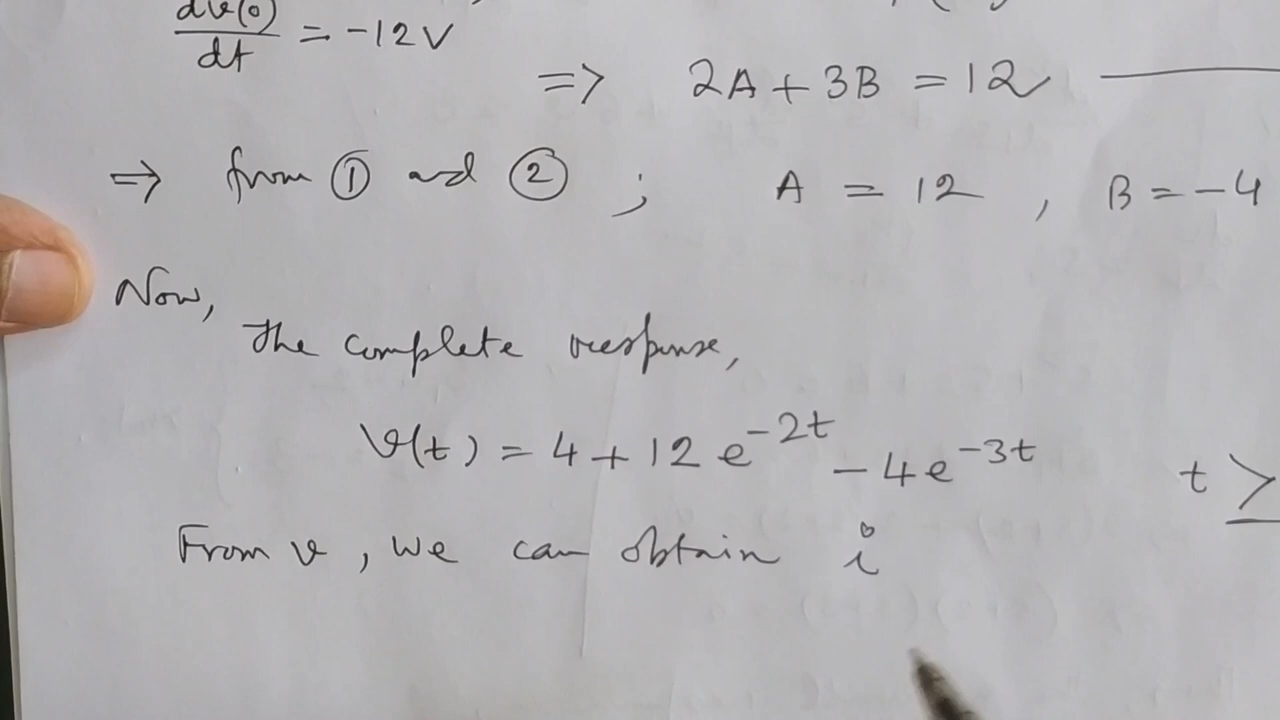 dv(0)/dt = -12V
=> 2A + 3B = 12
=> from ① and ② ; A = 12 , B = -4
Now,
the complete response,
v(t) = 4 + 12 e^-2t - 4e^-3t t ≥
From v , we can obtain i